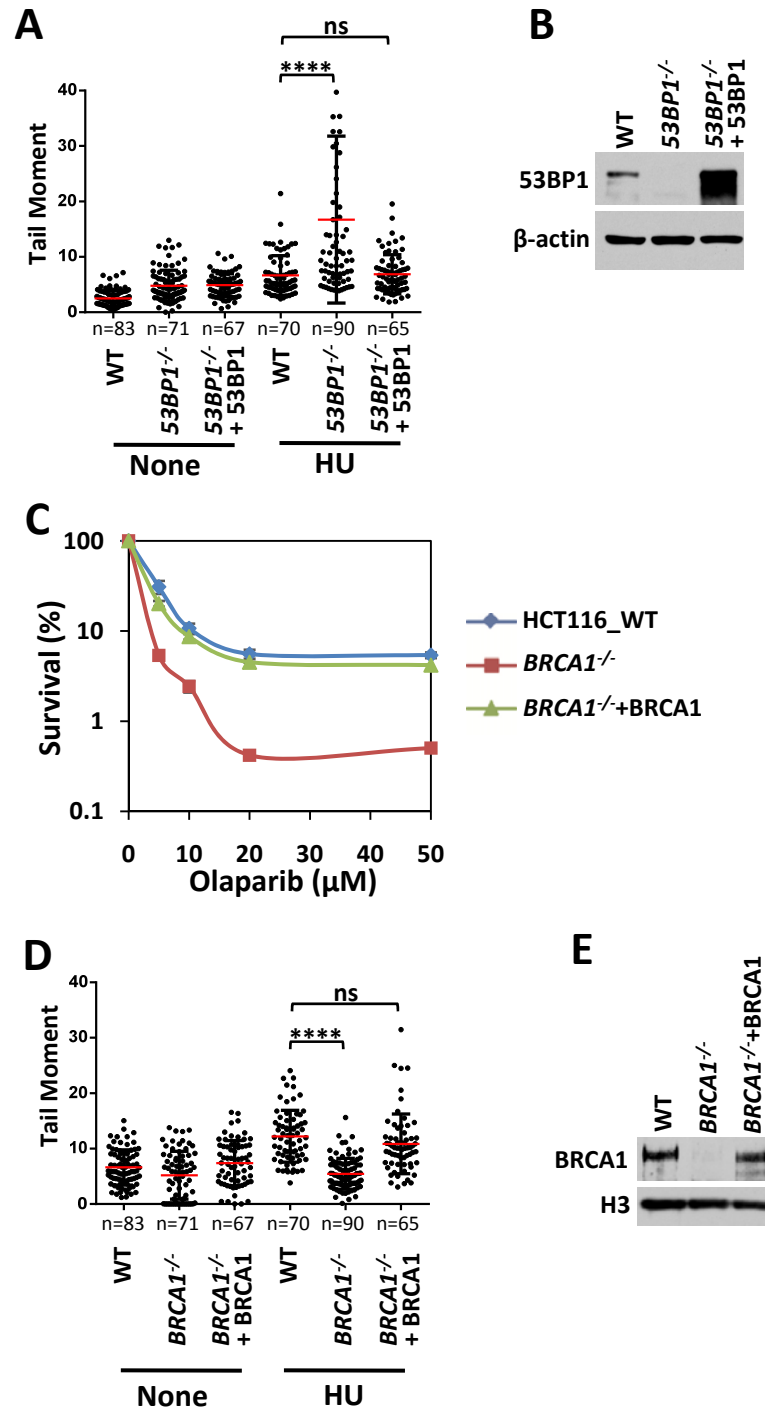 A
ns
****
40
30
20
10
0
Tail Moment
n=83 n=71 n=67 n=70 n=90 n=65
WT
53BP1-/-
53BP1-/-
+ 53BP1
WT
53BP1-/-
53BP1-/-
+ 53BP1
None
HU
B
WT
53BP1-/-
53BP1-/-
+ 53BP1
53BP1
β-actin
C
100
10
1
0.1
Survival (%)
0 10 20 30 40 50
Olaparib (μM)
HCT116_WT
BRCA1-/-
BRCA1-/-+BRCA1
D
ns
****
40
30
20
10
0
Tail Moment
n=83 n=71 n=67 n=70 n=90 n=65
WT
BRCA1-/-
BRCA1-/-
+ BRCA1
WT
BRCA1-/-
BRCA1-/-
+ BRCA1
None
HU
E
WT
BRCA1-/-
BRCA1-/-+BRCA1
BRCA1
H3